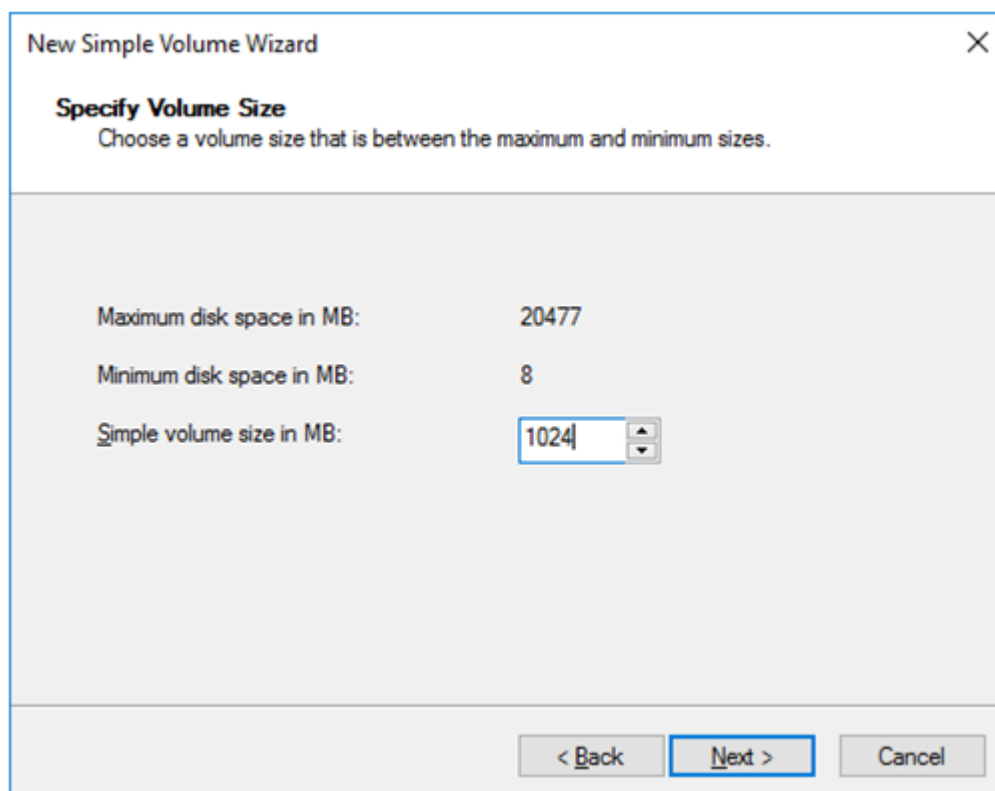 New Simple Volume Wizard
Specify Volume Size
Choose a volume size that is between the maximum and minimum sizes.
Maximum disk space in MB: 20477
Minimum disk space in MB: 8
Simple volume size in MB: 1024
< Back Next > Cancel